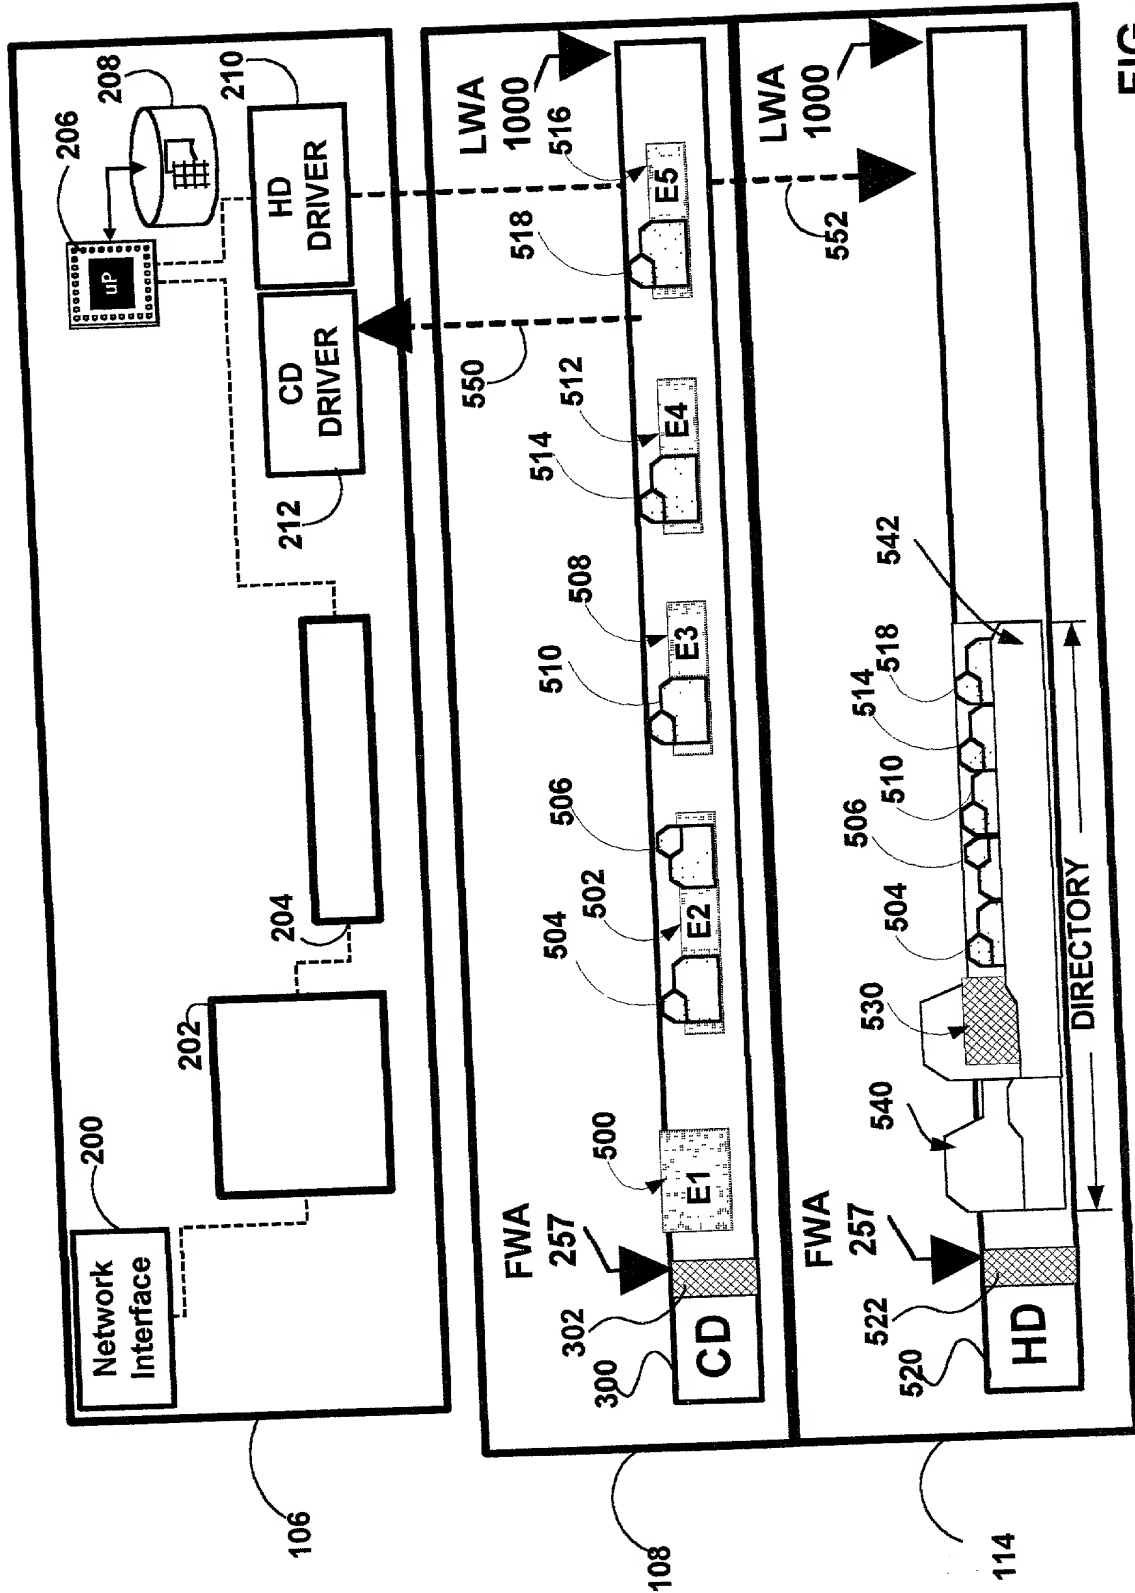 106
200
Network
Interface
202
204
206
uP
208
210
HD
DRIVER
212
CD
DRIVER
108
FWA
257
LWA
1000
302
300
CD
500
E1
504
502
506
E2
510
508
E3
514
512
E4
550
518
516
E5
114
FWA
257
LWA
1000
552
522
520
HD
540
530
504
506
510
514
518
542
DIRECTORY
FIG